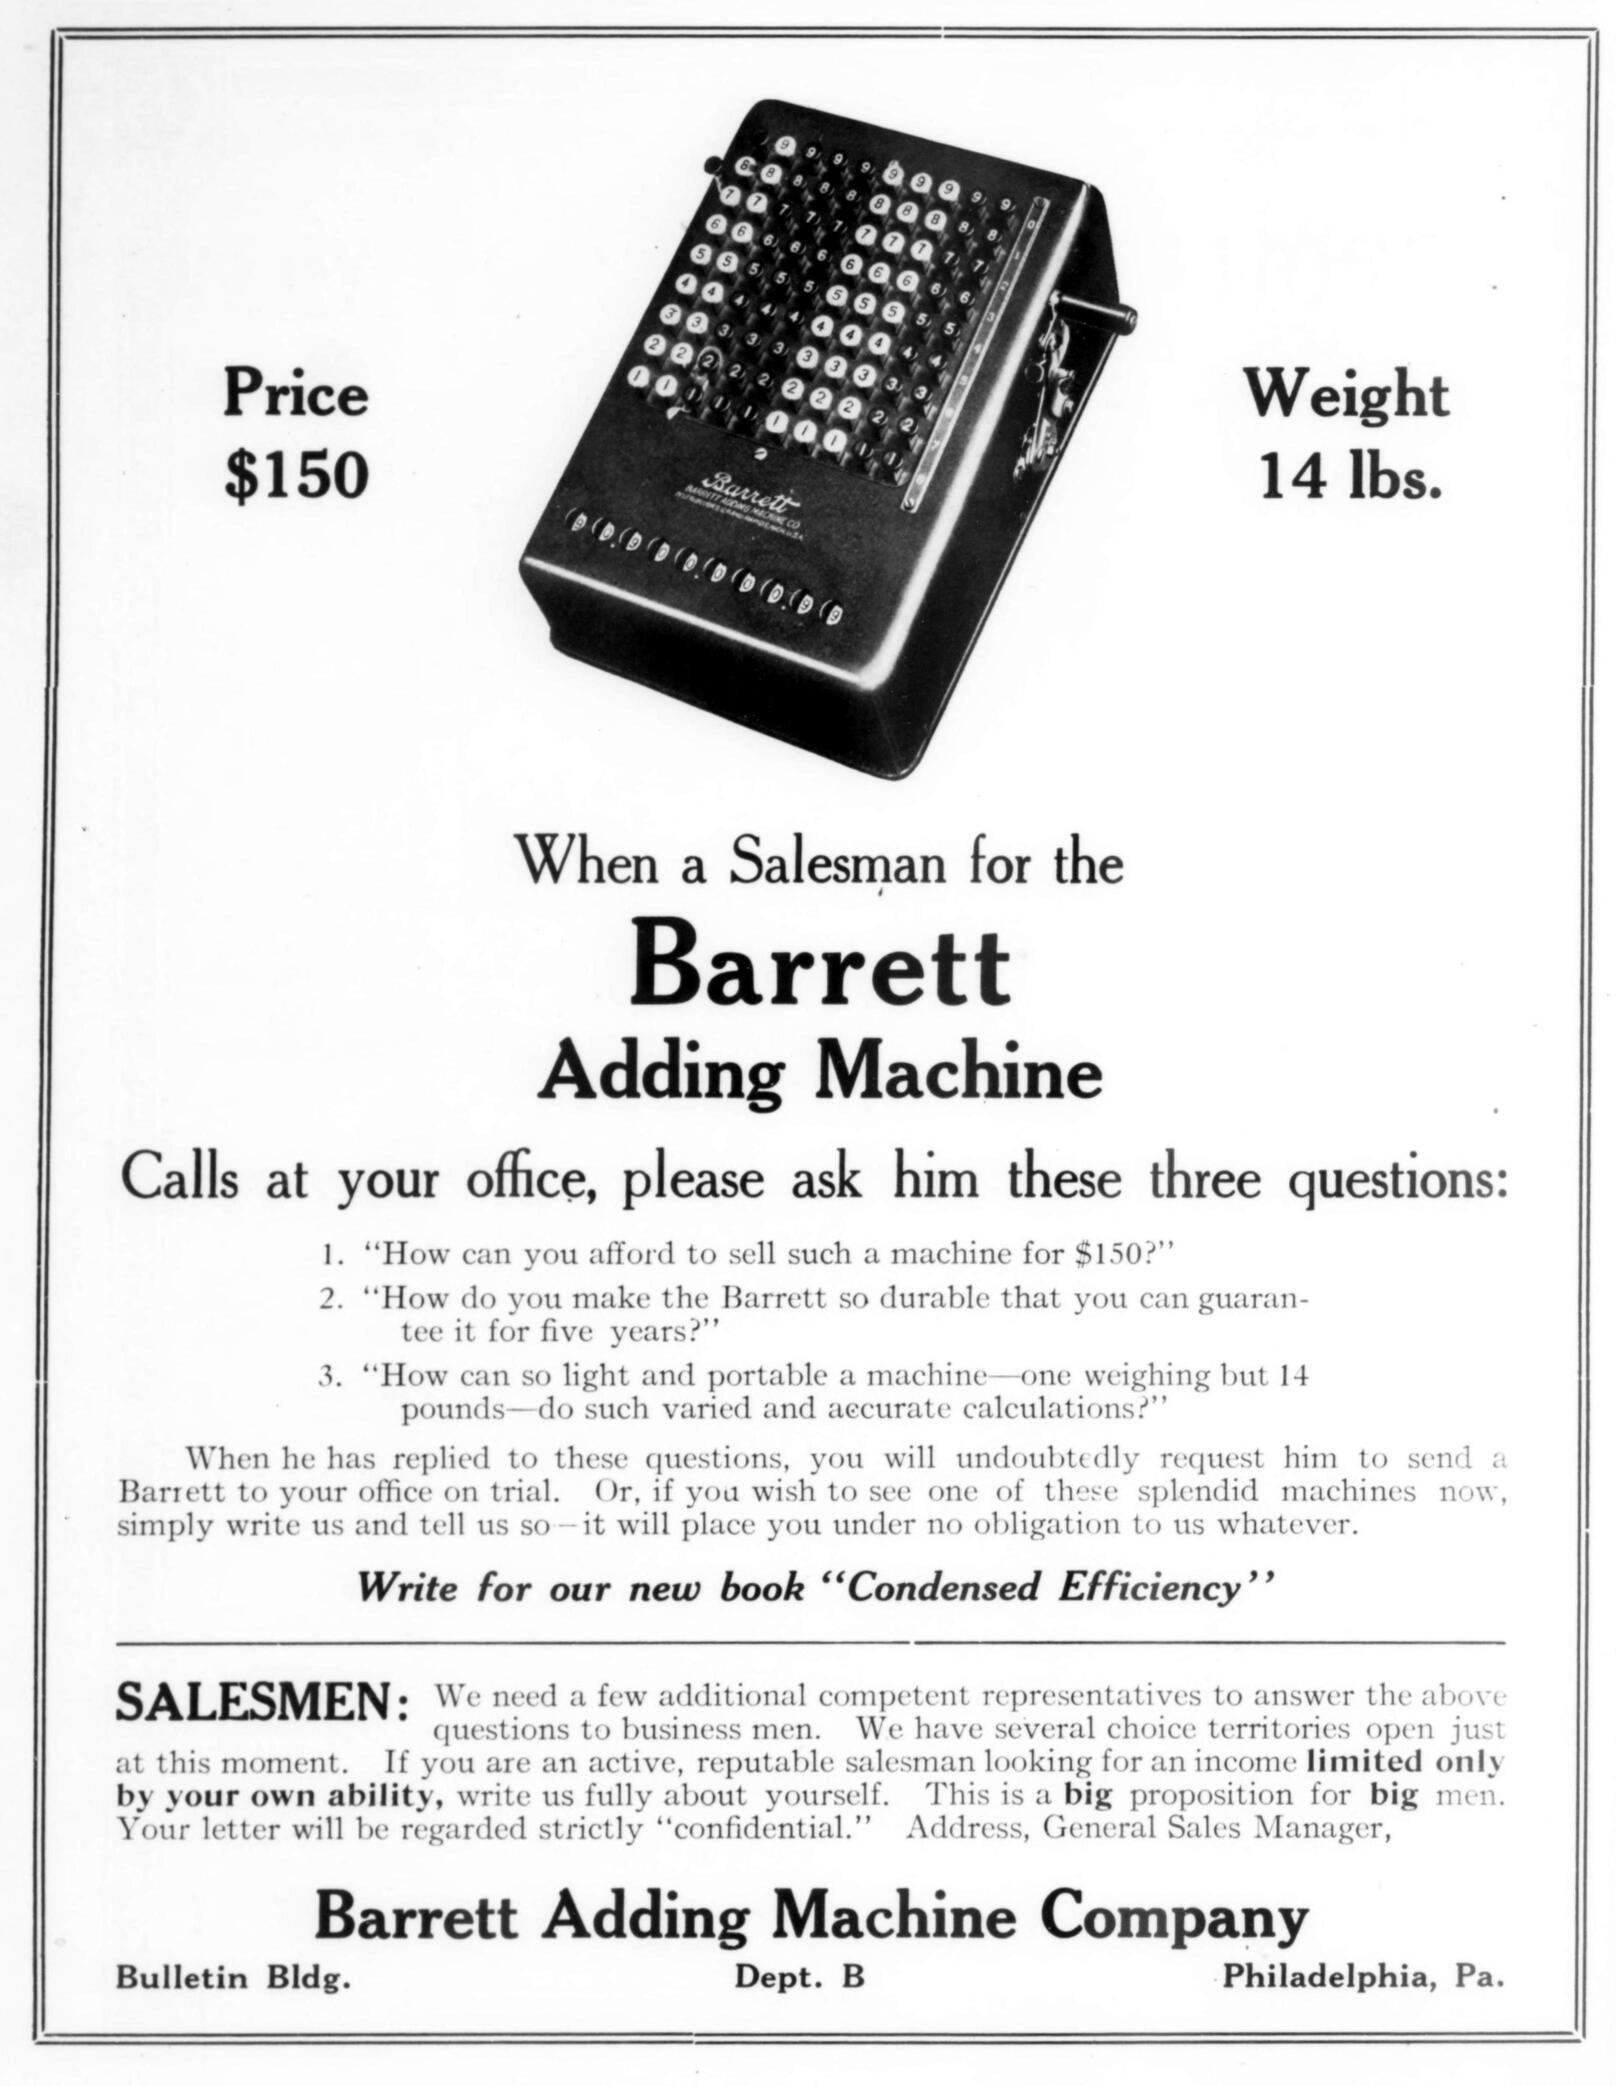 Price
$150
Weight
14 lbs.
Barrett
BARRETT ADDING MACHINE CO
When a Salesman for the
Barrett
Adding Machine
Calls at your office, please ask him these three questions:
1. "How can you afford to sell such a machine for $150?"
2. "How do you make the Barrett so durable that you can guaran-
tee it for five years?"
3. "How can so light and portable a machine—one weighing but 14
pounds—do such varied and accurate calculations?"
When he has replied to these questions, you will undoubtedly request him to send a
Barrett to your office on trial. Or, if you wish to see one of these splendid machines now,
simply write us and tell us so—it will place you under no obligation to us whatever.
Write for our new book "Condensed Efficiency"
SALESMEN: We need a few additional competent representatives to answer the above
questions to business men. We have several choice territories open just
at this moment. If you are an active, reputable salesman looking for an income limited only
by your own ability, write us fully about yourself. This is a big proposition for big men.
Your letter will be regarded strictly "confidential." Address, General Sales Manager,
Barrett Adding Machine Company
Bulletin Bldg. Dept. B Philadelphia, Pa.